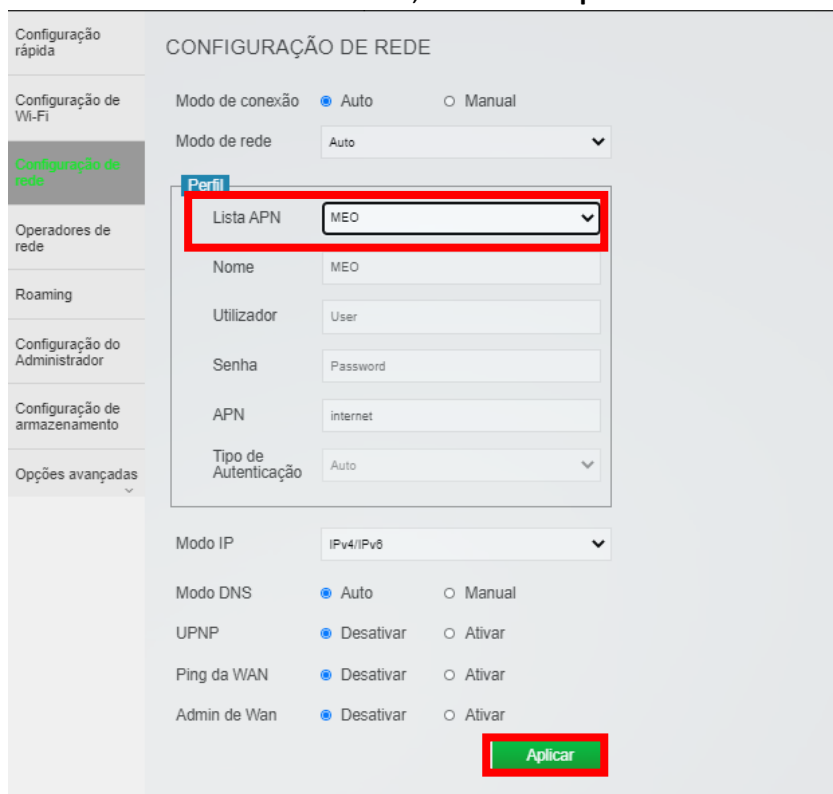 Configuração
rápida
Configuração de
Wi-Fi
Configuração de
rede
Operadores de
rede
Roaming
Configuração do
Administrador
Configuração de
armazenamento
Opções avançadas
CONFIGURAÇÃO DE REDE
Modo de conexão Auto Manual
Modo de rede Auto
Perfil
Lista APN MEO
Nome MEO
Utilizador User
Senha Password
APN internet
Tipo de
Autenticação Auto
Modo IP IPv4/IPv6
Modo DNS Auto Manual
UPNP Desativar Ativar
Ping da WAN Desativar Ativar
Admin de Wan Desativar Ativar
Aplicar